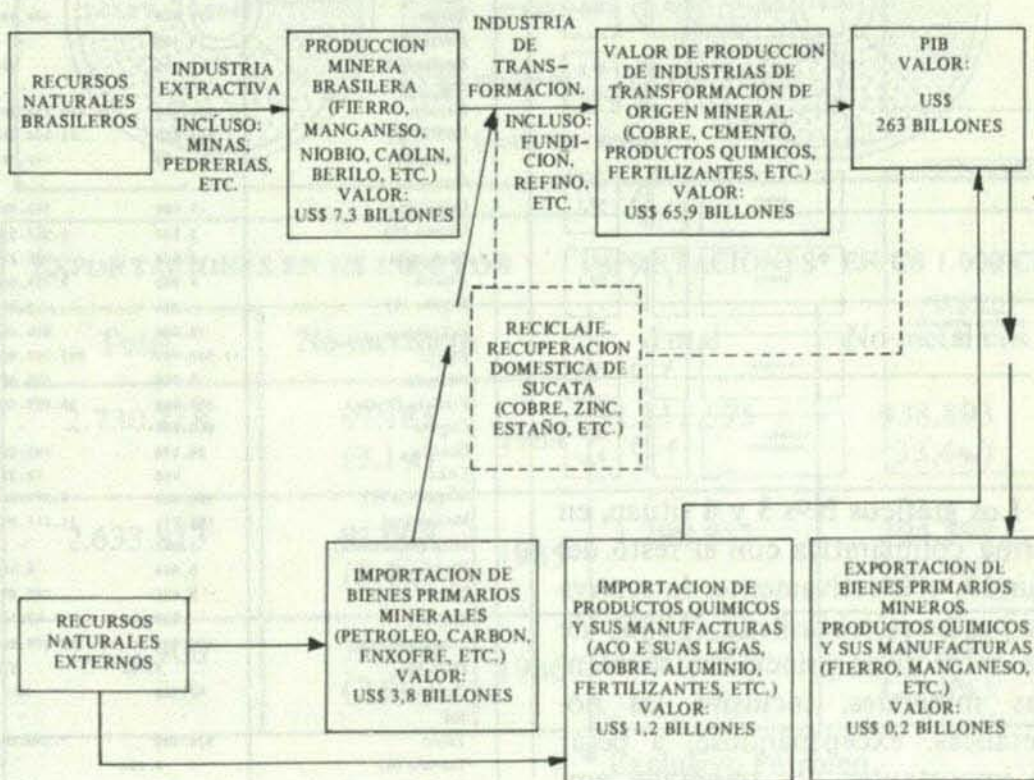 RECURSOS
NATURALES
BRASILEROS
INDUSTRIA
EXTRACTIVA
INCLUSO:
MINAS,
PEDRERIAS,
ETC.
PRODUCCION
MINERA
BRASILERA
(FIERRO,
MANGANESO,
NIOBIO, CAOLIN,
BERILO, ETC.)
VALOR:
US$ 7.3 BILLONES
INDUSTRIA
DE
TRANS-
FORMACION.
INCLUSO:
FUNDI-
CION,
REFINO,
ETC.
VALOR DE PRODUCCION
DE INDUSTRIAS DE
TRANSFORMACION DE
ORIGEN MINERAL.
(COBRE, CEMENTO,
PRODUCTOS QUIMICOS,
FERTILIZANTES, ETC.)
VALOR:
US$ 65,9 BILLONES
PIB
VALOR:
US$
263 BILLONES
RECICLAJE.
RECUPERACION
DOMESTICA DE
SUCATA
(COBRE, ZINC,
ESTAÑO, ETC.)
RECURSOS
NATURALES
EXTERNOS
IMPORTACION DE
BIENES PRIMARIOS
MINERALES
(PETROLEO, CARBON,
ENXOFRE, ETC.)
VALOR:
US$ 3,8 BILLONES
IMPORTACION DE
PRODUCTOS QUIMICOS
Y SUS MANUFACTURAS
(ACO E SUAS LIGAS,
COBRE, ALUMINIO,
FERTILIZANTES, ETC.)
VALOR:
US$ 1,2 BILLONES
EXPORTACION DE
BIENES PRIMARIOS
MINEROS.
PRODUCTOS QUIMICOS
Y SUS MANUFACTURAS
(FIERRO, MANGANESO,
ETC.)
VALOR:
US$ 0,2 BILLONES